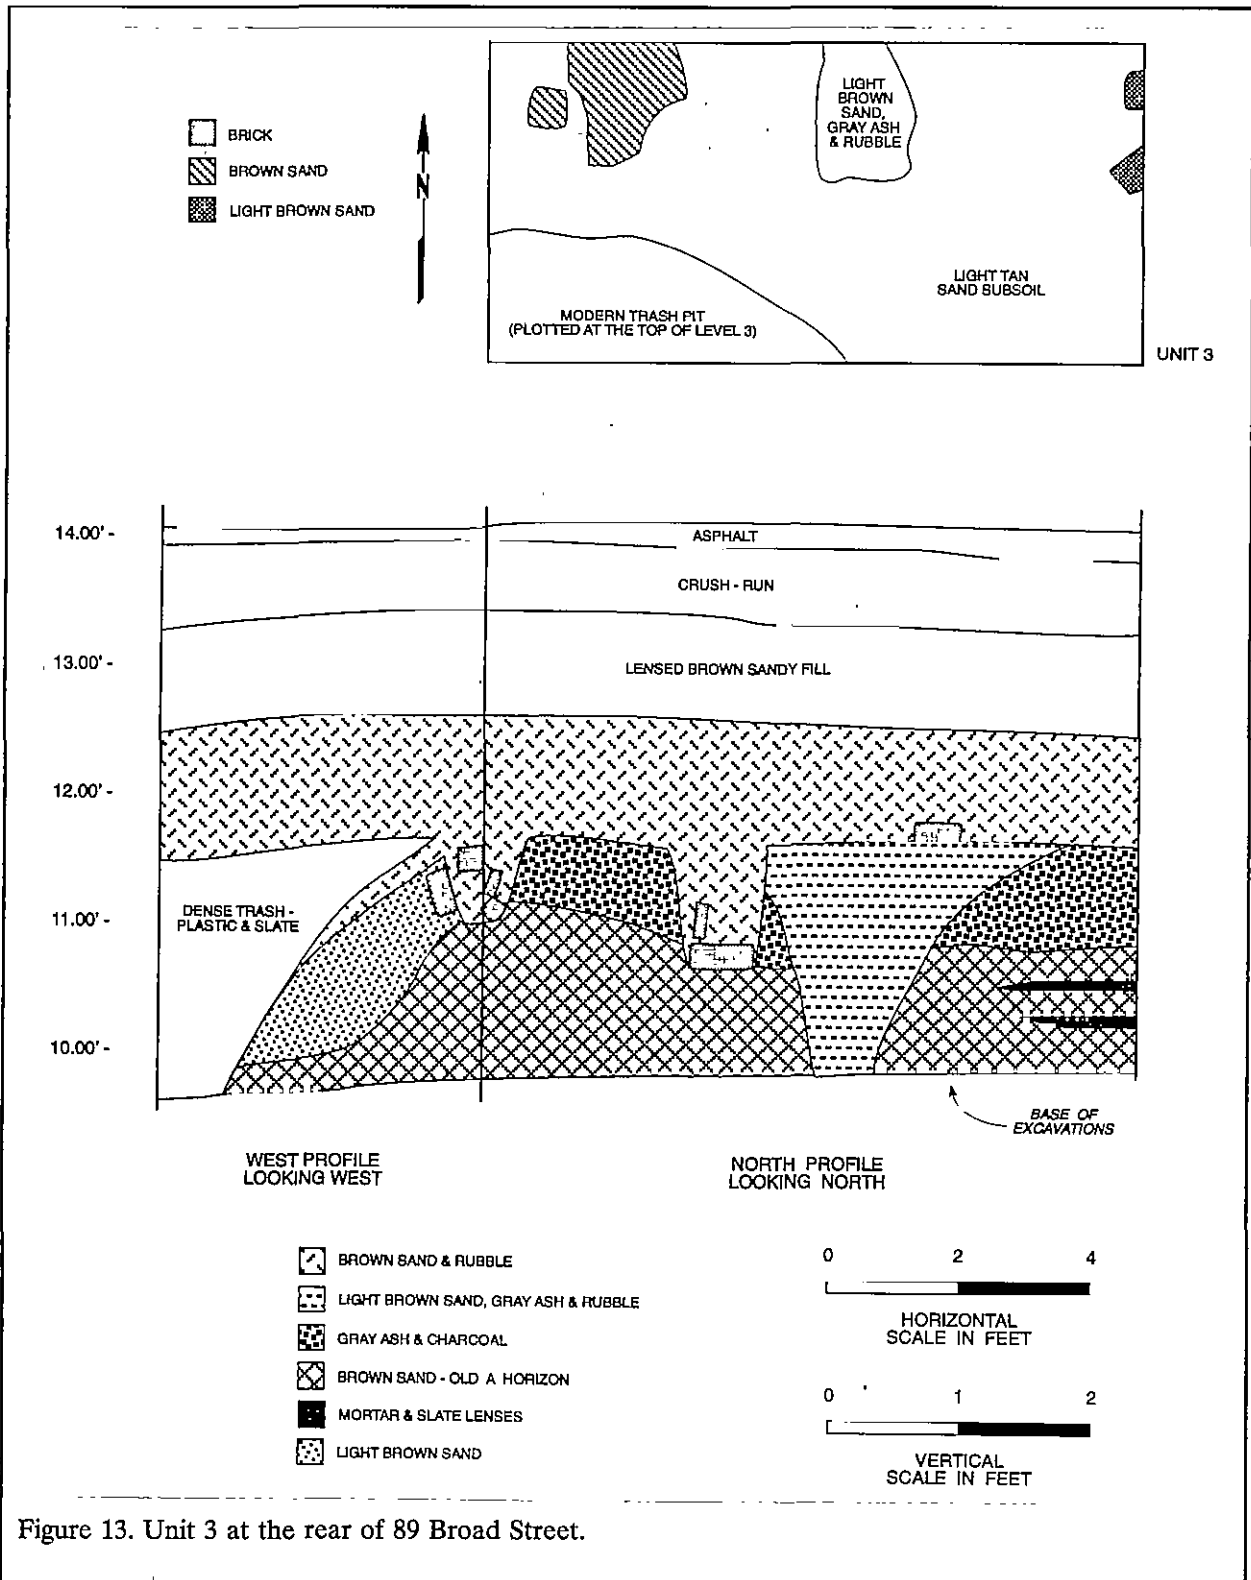 BRICK
BROWN SAND
LIGHT BROWN SAND
N
LIGHT
BROWN
SAND,
GRAY ASH
& RUBBLE
LIGHT TAN
SAND SUBSOIL
MODERN TRASH PIT
(PLOTTED AT THE TOP OF LEVEL 3)
UNIT 3
14.00' -
13.00' -
12.00' -
11.00' -
10.00' -
ASPHALT
CRUSH - RUN
LENSED BROWN SANDY FILL
DENSE TRASH -
PLASTIC & SLATE
BASE OF
EXCAVATIONS
WEST PROFILE
LOOKING WEST
NORTH PROFILE
LOOKING NORTH
BROWN SAND & RUBBLE
LIGHT BROWN SAND, GRAY ASH & RUBBLE
GRAY ASH & CHARCOAL
BROWN SAND - OLD A HORIZON
MORTAR & SLATE LENSES
LIGHT BROWN SAND
0 2 4
HORIZONTAL
SCALE IN FEET
0 1 2
VERTICAL
SCALE IN FEET
Figure 13. Unit 3 at the rear of 89 Broad Street.